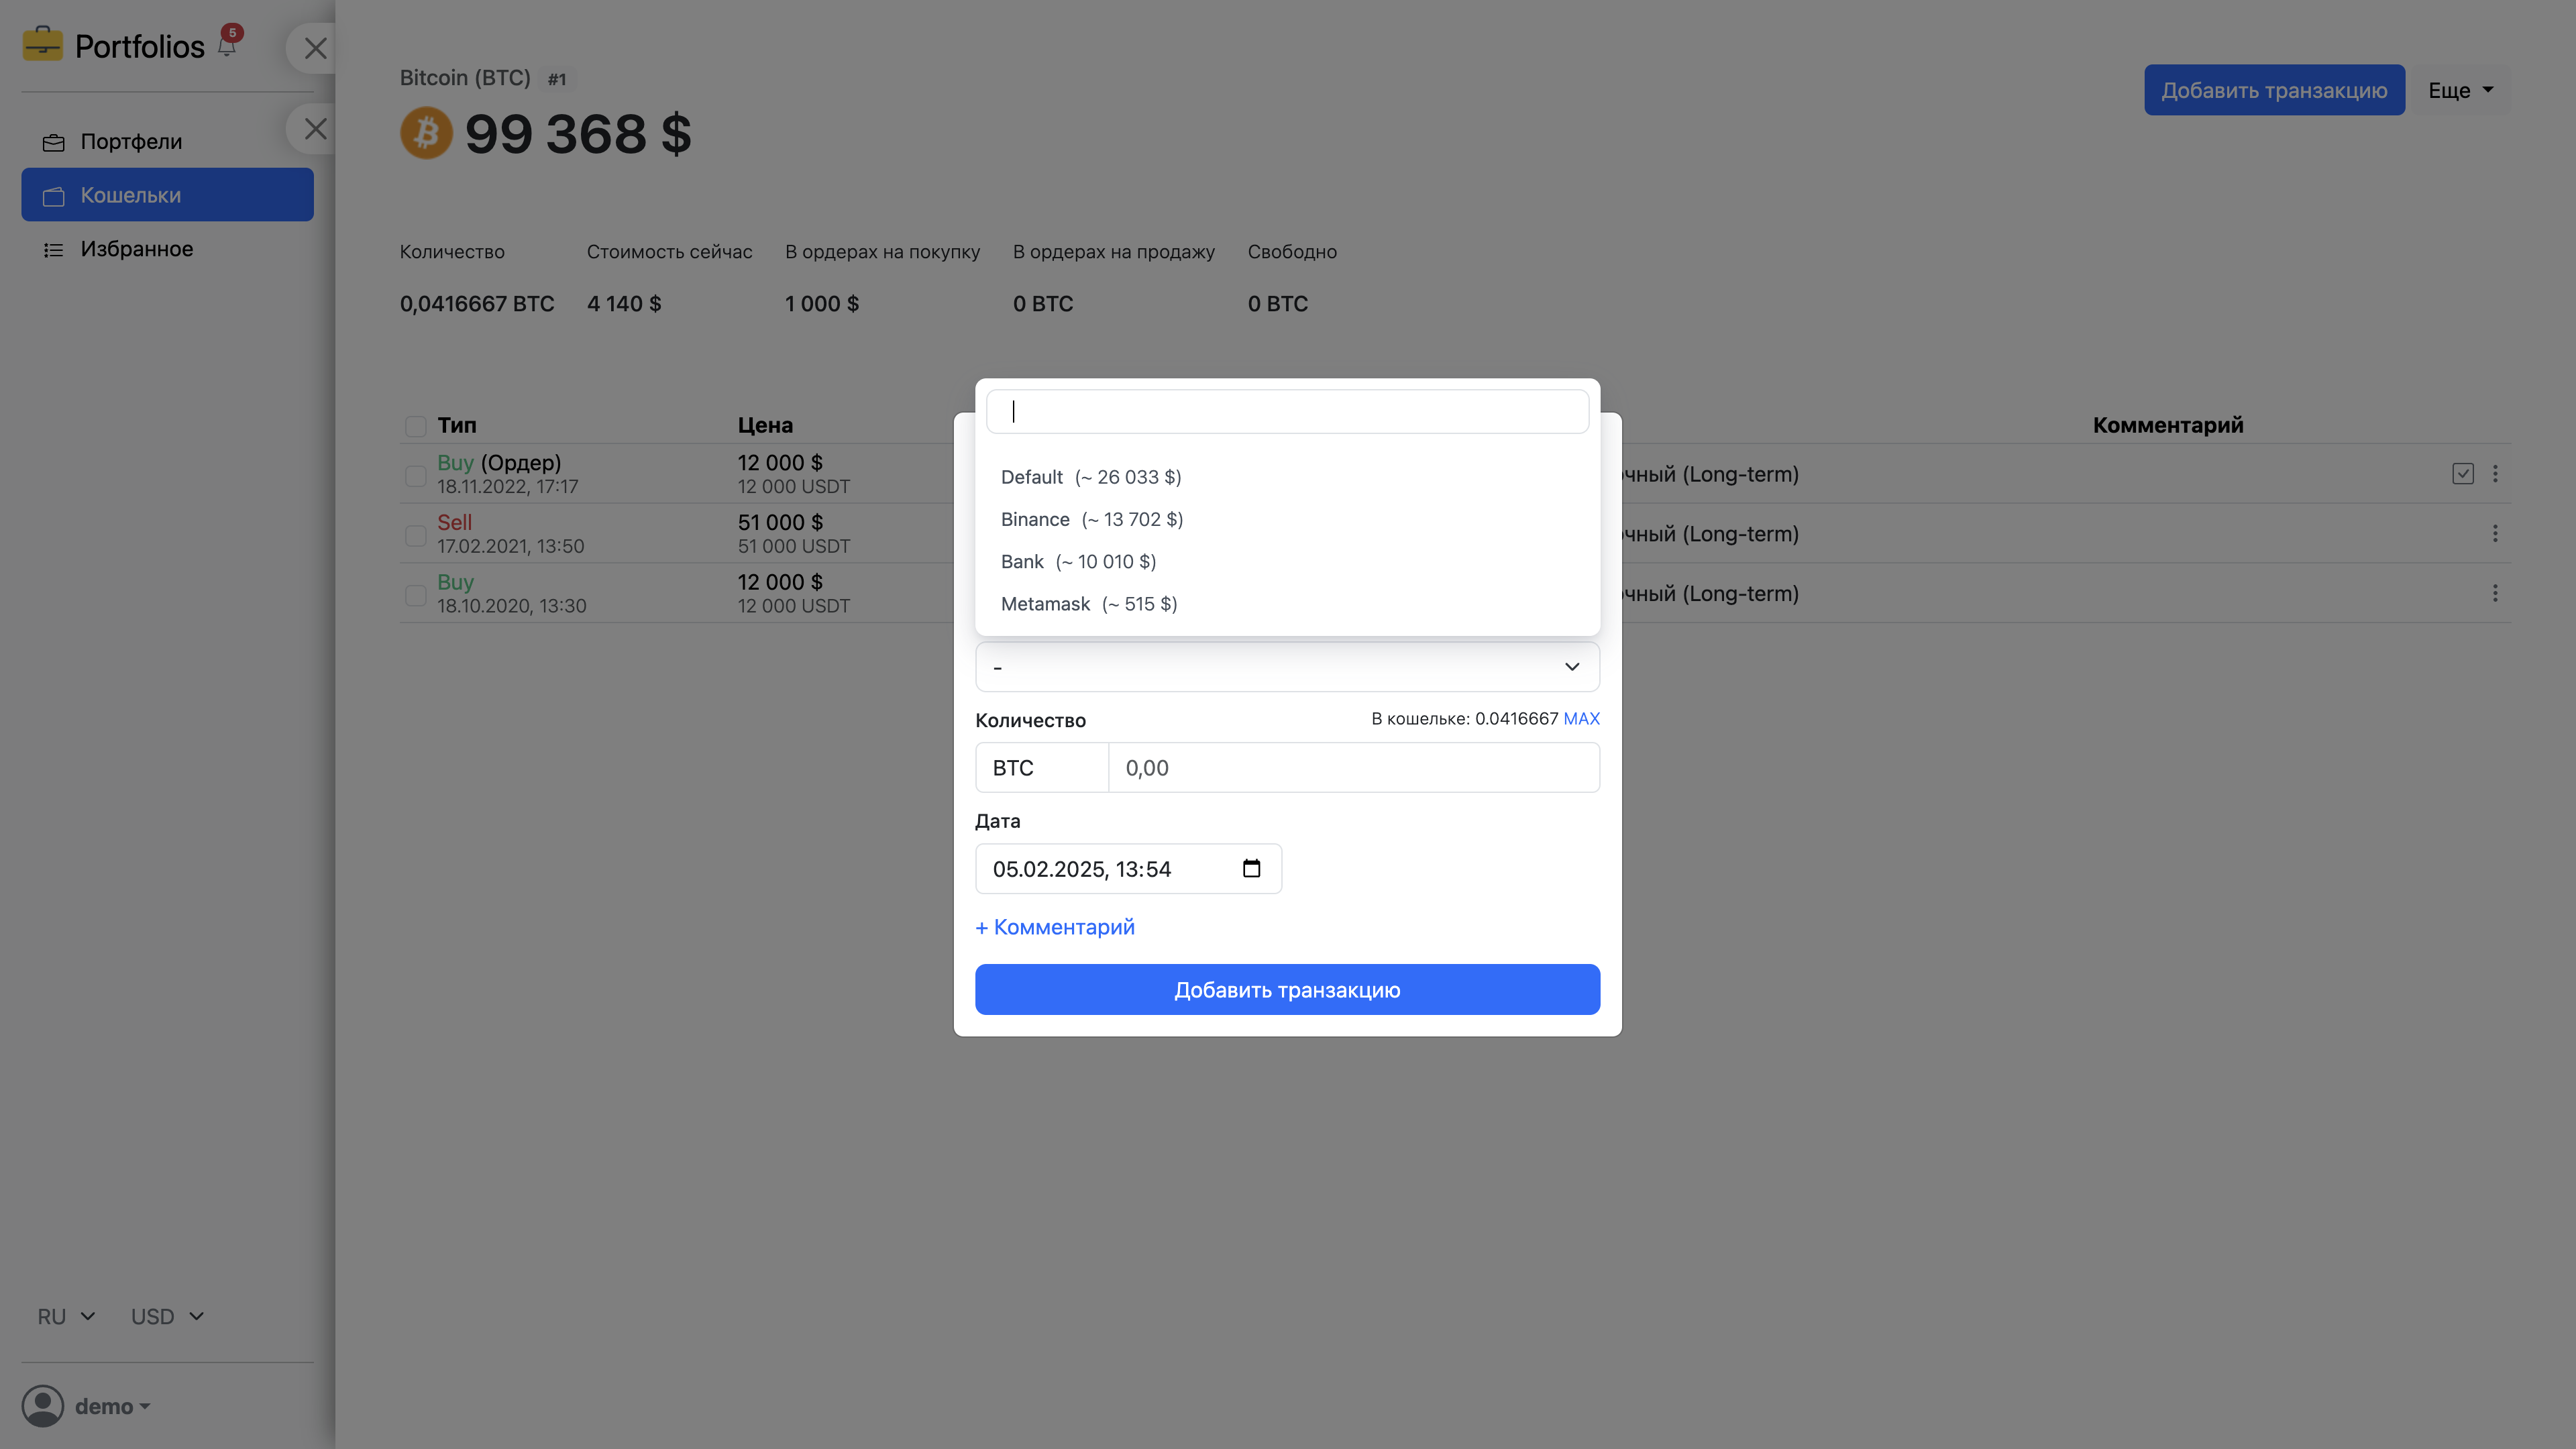 Portfolios
5
Портфели
Кошельки
Избранное
Bitcoin (BTC) #1
99 368 $
Добавить транзакцию
Еще
Количество Стоимость сейчас В ордерах на покупку В ордерах на продажу Свободно
0,0416667 BTC 4 140 $ 1 000 $ 0 BTC 0 BTC
Тип Цена Комментарий
Buy (Ордер) 12 000 $
18.11.2022, 17:17 12 000 USDT
(Long-term)
Sell 51 000 $
17.02.2021, 13:50 51 000 USDT
(Long-term)
Buy 12 000 $
18.10.2020, 13:30 12 000 USDT
(Long-term)
Default (~ 26 033 $)
Binance (~ 13 702 $)
Bank (~ 10 010 $)
Metamask (~ 515 $)
-
Количество В кошельке: 0.0416667 MAX
BTC 0,00
Дата
05.02.2025, 13:54
+ Комментарий
Добавить транзакцию
RU USD
demo